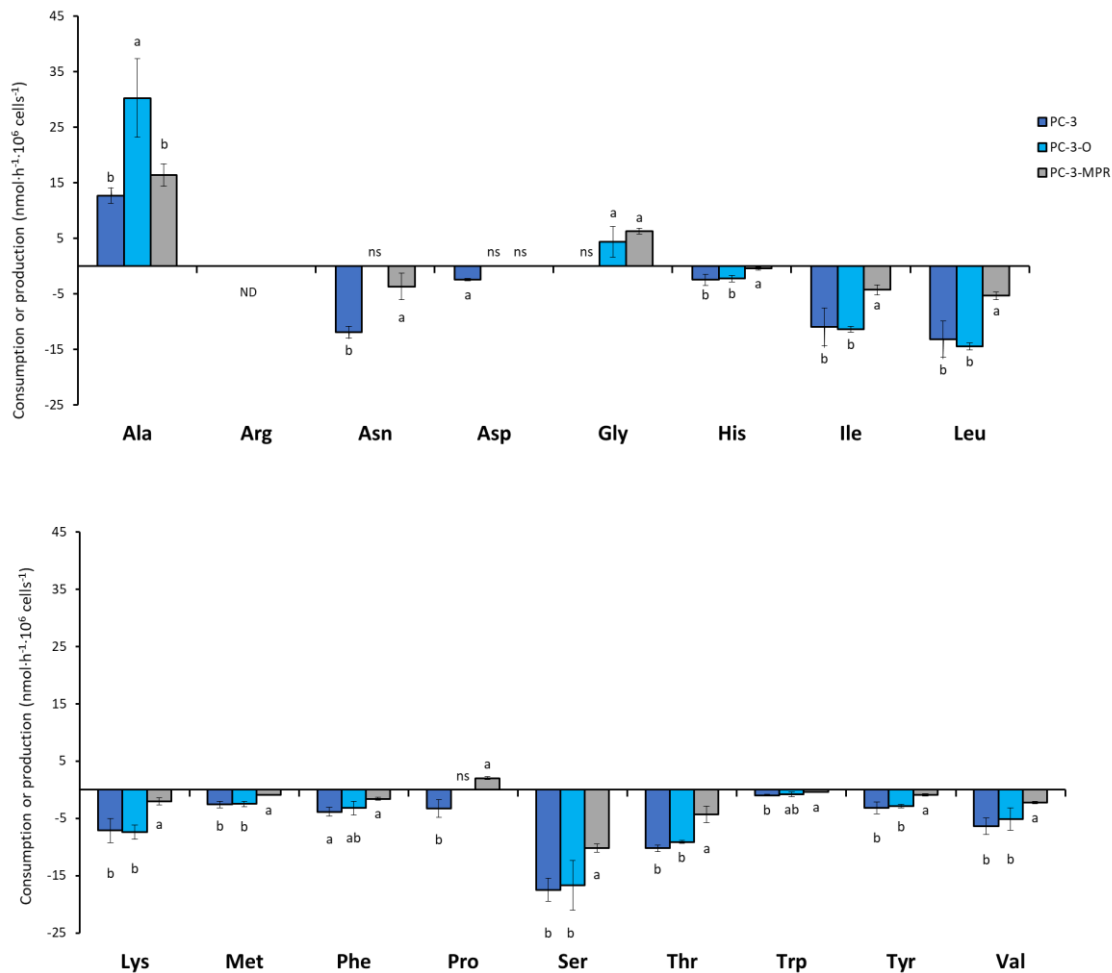 Consumption or production (nmol·h⁻¹·10⁶ cells⁻¹)
45
35
25
15
5
-5
-15
-25
b
a
b
ND
ns
b
a
a
ns
ns
ns
a
a
b
b
a
b
b
a
b
b
a
PC-3
PC-3-O
PC-3-MPR
Ala Arg Asn Asp Gly His Ile Leu
Consumption or production (nmol·h⁻¹·10⁶ cells⁻¹)
45
35
25
15
5
-5
-15
-25
b
b
a
b
b
a
a
ab
a
b
ns
a
b
b
a
b
b
a
b
ab
a
b
b
a
b
b
a
Lys Met Phe Pro Ser Thr Trp Tyr Val